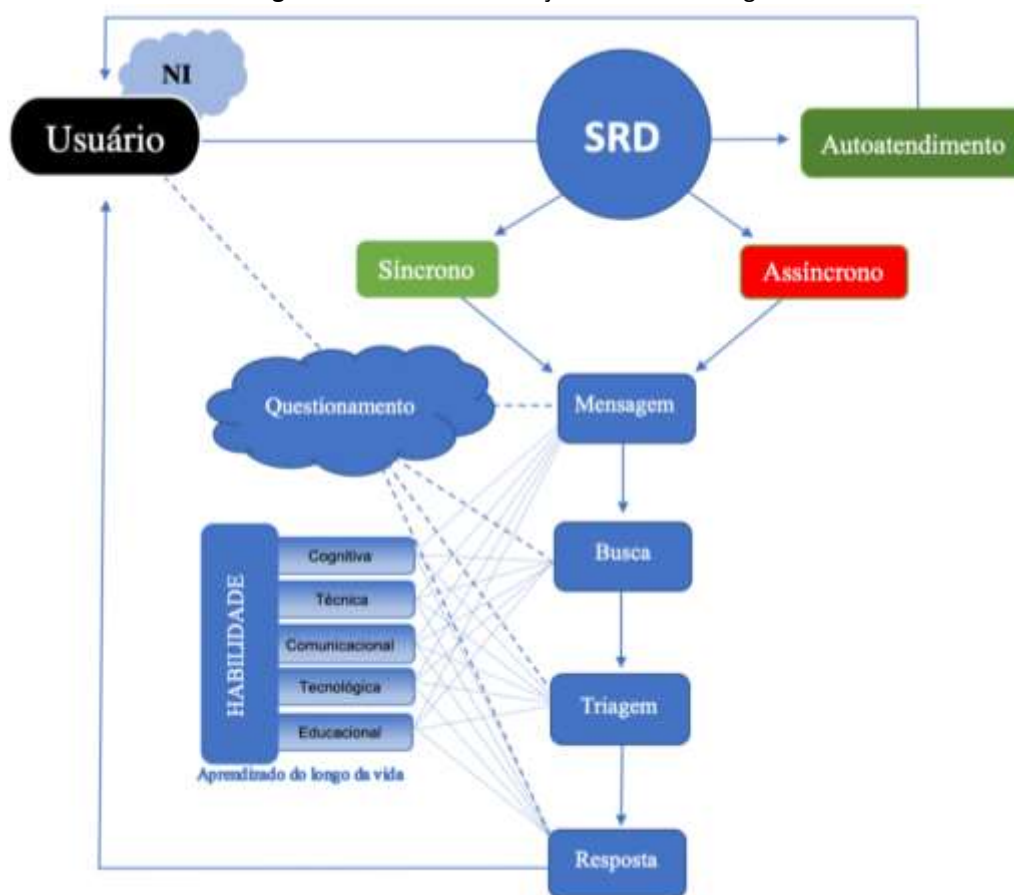 NI
Usuário
SRD
Autoatendimento
Síncrono
Assíncrono
Questionamento
Mensagem
Busca
HABILIDADE
Cognitiva
Técnica
Comunicacional
Tecnológica
Educacional
Triagem
Aprendizado do longo da vida
Resposta